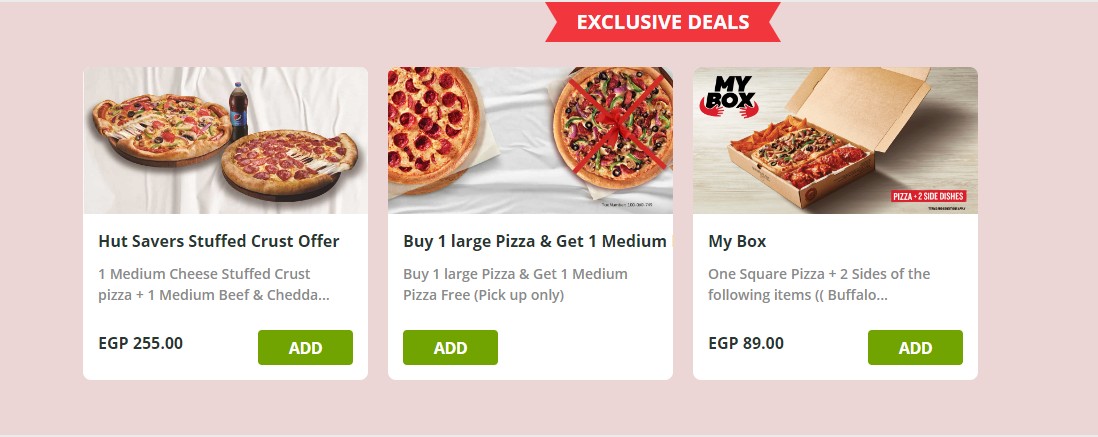 EXCLUSIVE DEALS
MY
BOX
PIZZA + 2 SIDE DISHES
Hut Savers Stuffed Crust Offer
1 Medium Cheese Stuffed Crust
pizza + 1 Medium Beef & Chedda...
EGP 255.00
ADD
Buy 1 large Pizza & Get 1 Medium
Buy 1 large Pizza & Get 1 Medium
Pizza Free (Pick up only)
ADD
My Box
One Square Pizza + 2 Sides of the
following items (( Buffalo...
EGP 89.00
ADD